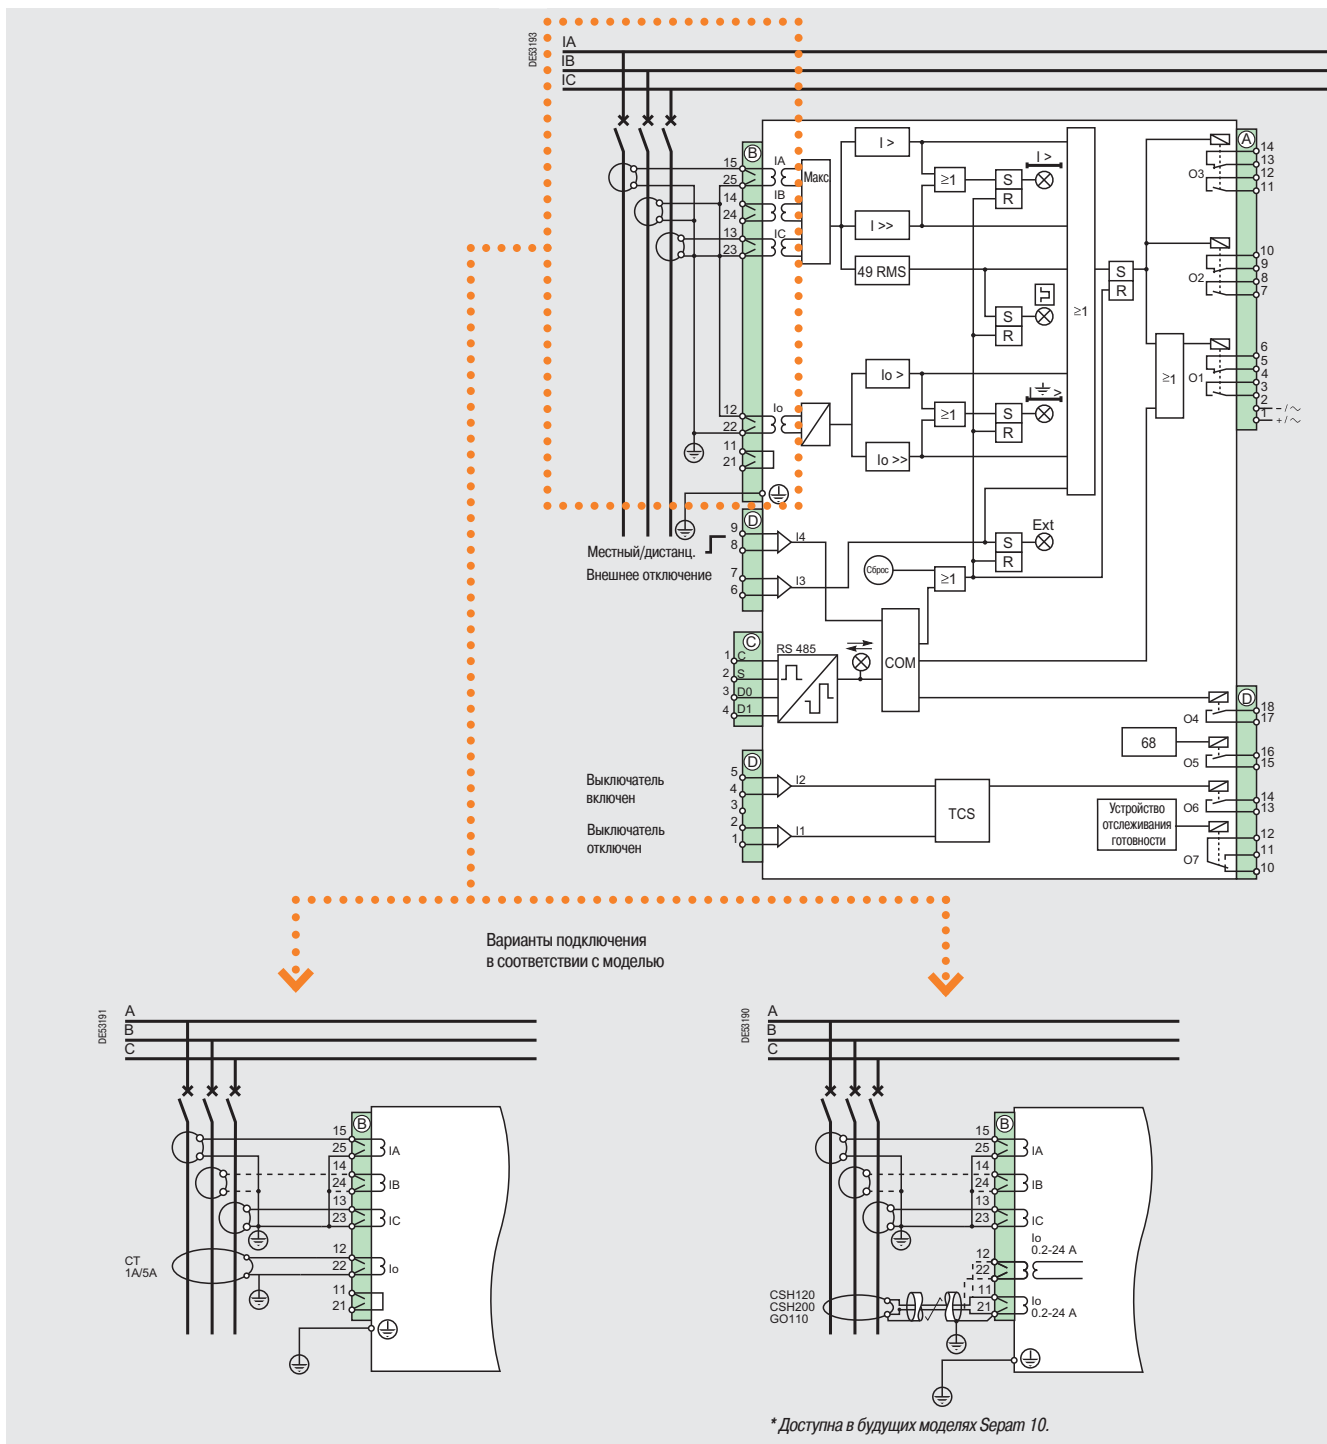 DE53193
IA
IB
IC
B
15
25
14
24
13
23
12
22
11
21
IA
IB
IC
Io
Макс
I >
I >>
49 RMS
Io >
Io >>
≥1
S
R
I >
S
R
≥1
S
R
I >
≥1
S
R
≥1
A
O3
14
13
12
11
O2
10
9
8
7
O1
6
5
4
3
2
1
- / ~
+ / ~
D
9
8
7
6
Местный/дистанц.
Внешнее отключение
I4
I3
Сброс
≥1
S
R
Ext
C
1 C
2 S
3 D0
4 D1
RS 485
COM
D
5
4
3
2
1
Выключатель
включен
Выключатель
отключен
I2
I1
TCS
68
Устройство
отслеживания
готовности
D
O4
18
17
O5
16
15
O6
14
13
O7
12
11
10
Варианты подключения
в соответствии с моделью
DE53191
A
B
C
B
15
25
14
24
13
23
12
22
11
21
IA
IB
IC
Io
CT
1A/5A
DE53190
A
B
C
B
15
25
14
24
13
23
12
22
11
21
IA
IB
IC
Io
0.2-24 A
Io
0.2-24 A
CSH120
CSH200
GO110
* Доступна в будущих моделях Sepam 10.